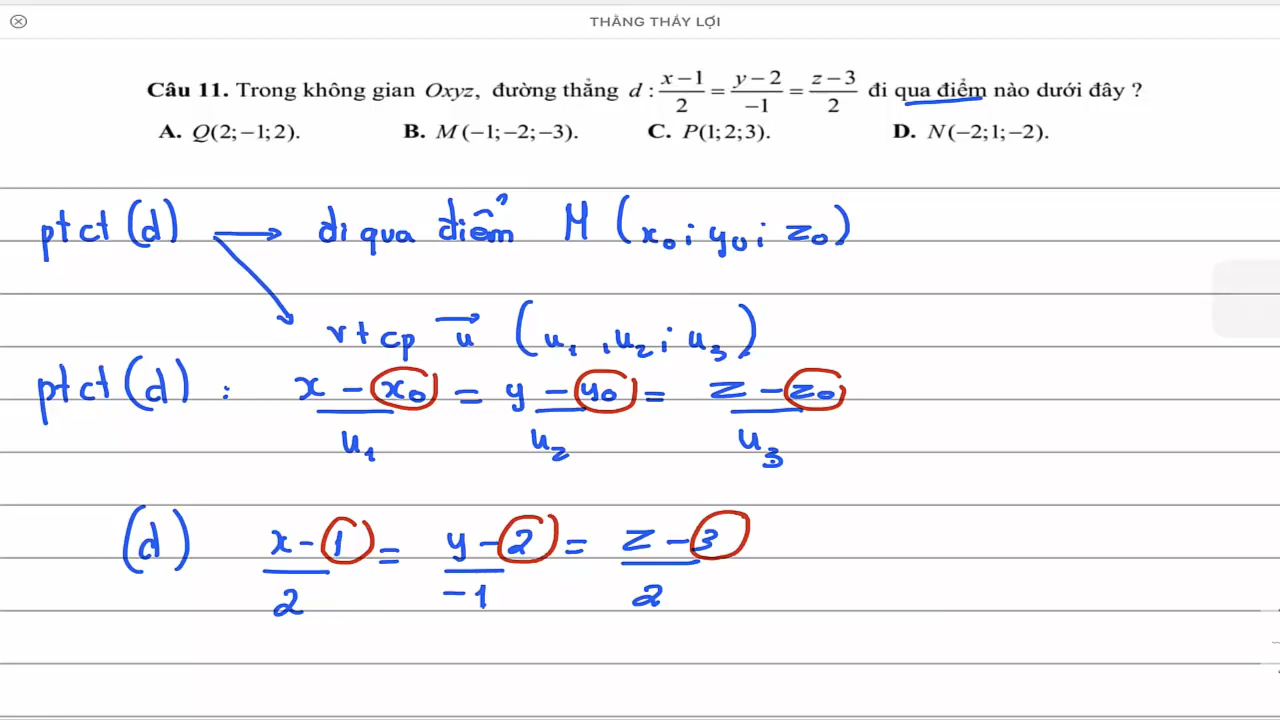 THẦNG THẦY LỢI
Câu 11. Trong không gian Oxyz, đường thẳng d : (x − 1)/2 = (y − 2)/−1 = (z − 3)/2 đi qua điểm nào dưới đây ?
A. Q(2;−1;2). B. M(−1;−2;−3). C. P(1;2;3). D. N(−2;1;−2).
ptct (d) → đi qua điểm M (x₀; y₀; z₀)
vtcp u⃗ (u₁, u₂; u₃)
ptct (d) : (x − x₀)/u₁ = (y − y₀)/u₂ = (z − z₀)/u₃
(d) (x − 1)/2 = (y − 2)/−1 = (z − 3)/2